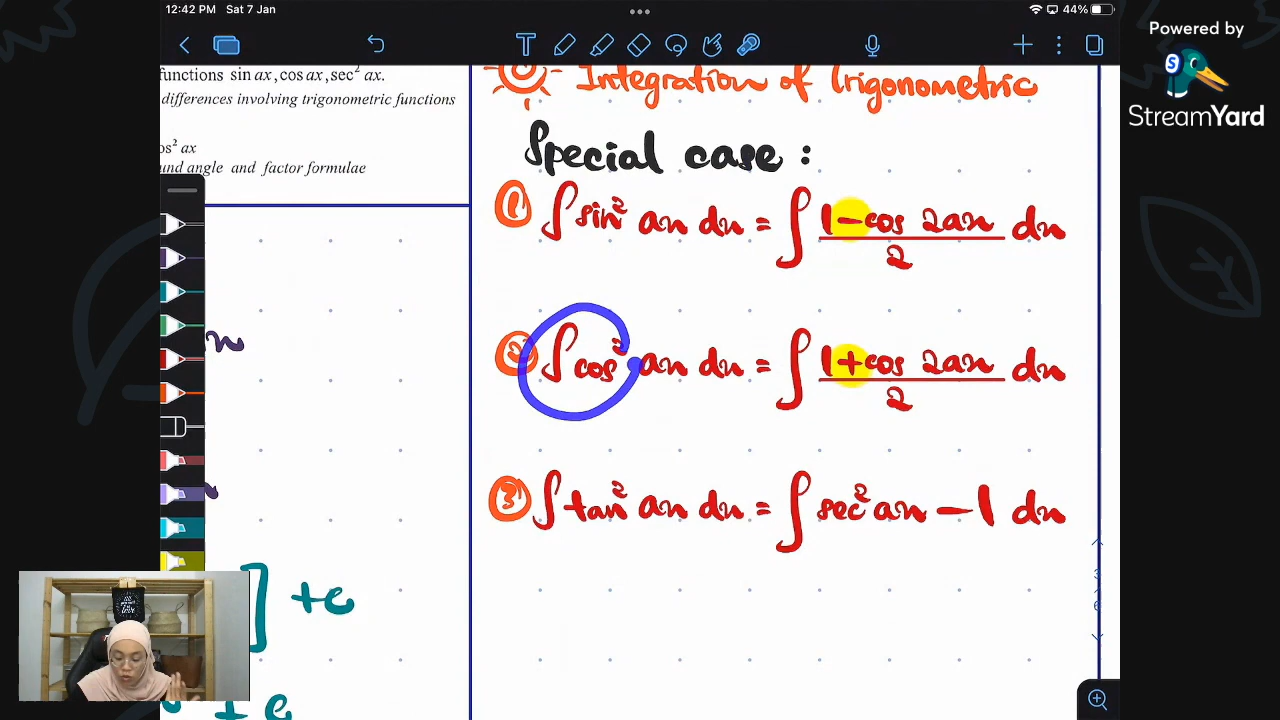 12:42 PM Sat 7 Jan
44%
Powered by
StreamYard
functions sin ax, cos ax, sec² ax.
differences involving trigonometric functions
os² ax
und angle and factor formulae
Integration of Trigonometric
Special case :
① ∫ sin² ax dx = ∫ (1 - cos 2ax)/2 dx
② ∫ cos² ax dx = ∫ (1 + cos 2ax)/2 dx
③ ∫ tan² ax dx = ∫ sec² ax - 1 dx
x
] + c
+ c